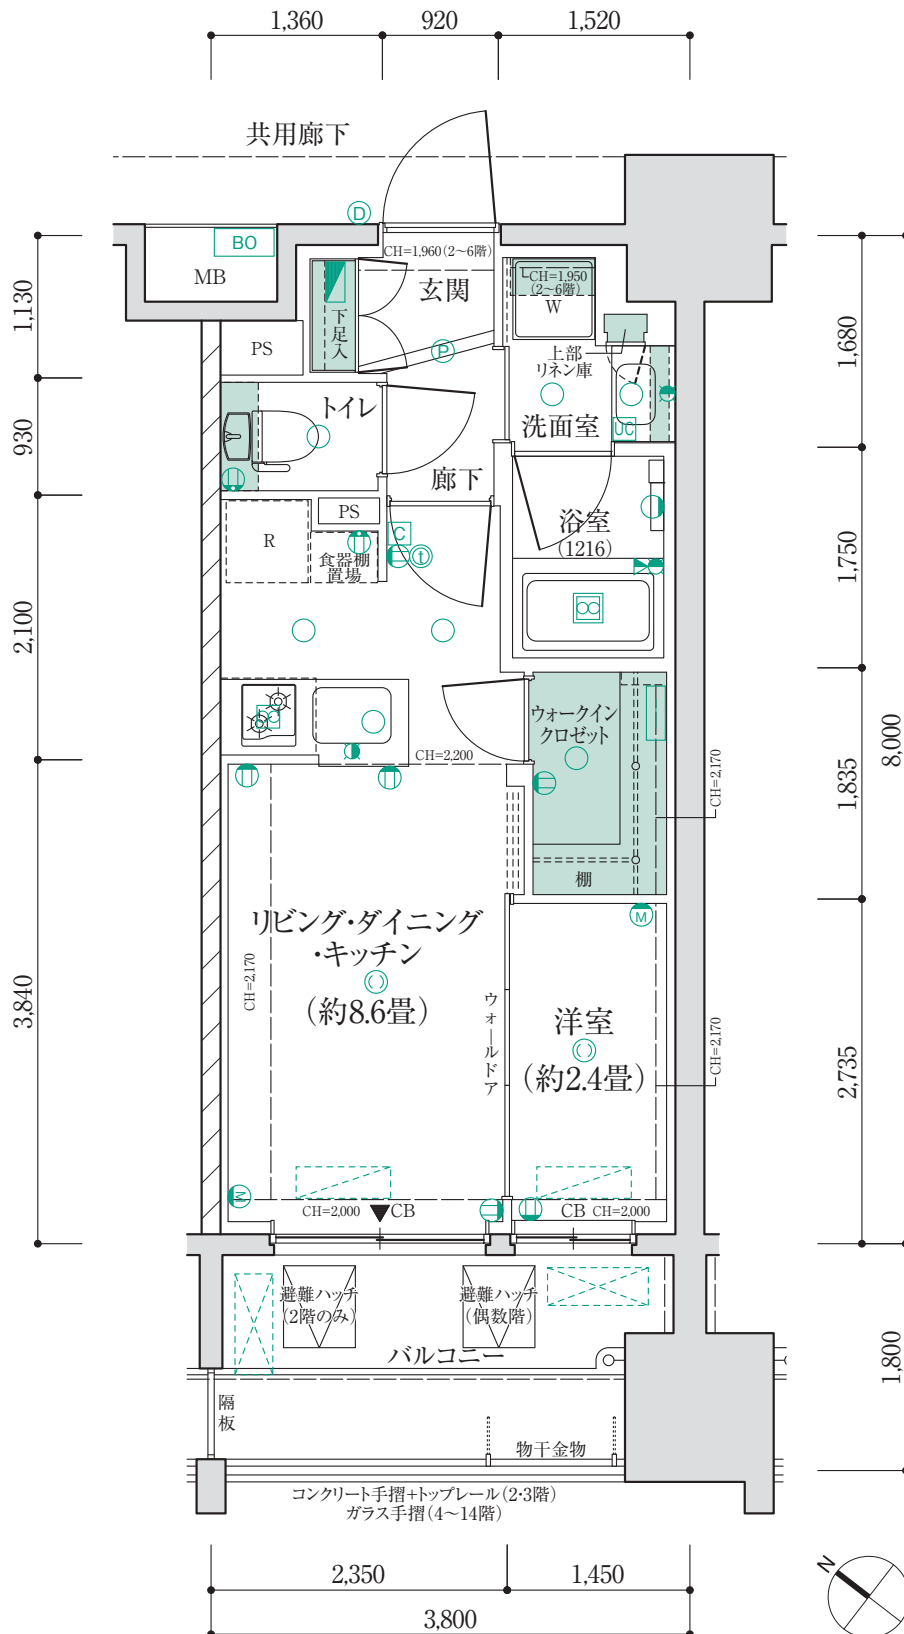 1,360
920
1,520
共用廊下
D
BO
MB
CH=1,960(2〜6階)
玄関
CH=1,950
(2〜6階)
W
下足入
PS
P
上部
リネン庫
トイレ
洗面室
UC
廊下
PS
R
食器棚
置場
C
t
浴室
(1216)
ウォークイン
クロゼット
CH=2,200
CH=2,170
棚
M
リビング・ダイニング
・キッチン
(約8.6畳)
CH=2,170
ウォールドア
洋室
(約2.4畳)
CH=2,170
M
CH=2,000
CB
CB
CH=2,000
避難ハッチ
(2階のみ)
避難ハッチ
(偶数階)
バルコニー
隔板
物干金物
コンクリート手摺+トップレール(2・3階)
ガラス手摺(4〜14階)
1,130
930
2,100
3,840
1,680
1,750
1,835
2,735
8,000
1,800
2,350
1,450
3,800
N